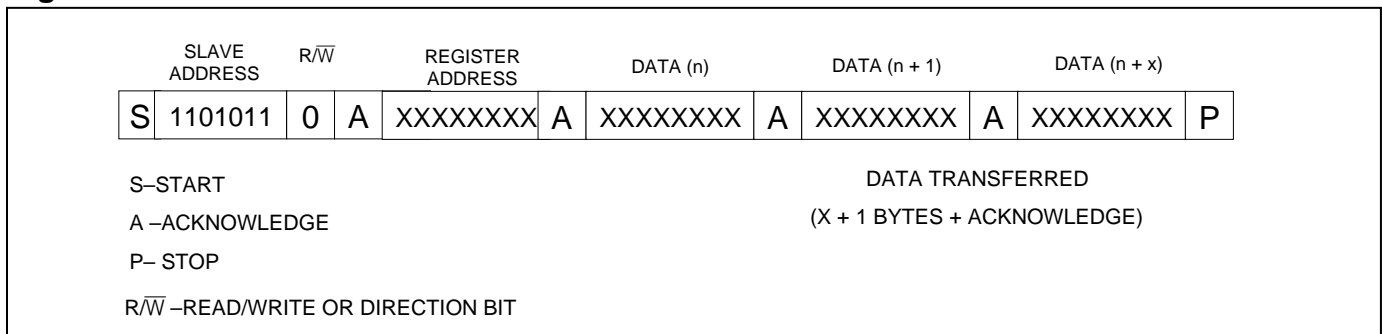 SLAVE ADDRESS R/W̅ REGISTER ADDRESS DATA (n) DATA (n + 1) DATA (n + x)
S 1101011 0 A XXXXXXXX A XXXXXXXX A XXXXXXXX A XXXXXXXX P
S–START
A –ACKNOWLEDGE
P– STOP
R/W̅ –READ/WRITE OR DIRECTION BIT
DATA TRANSFERRED
(X + 1 BYTES + ACKNOWLEDGE)